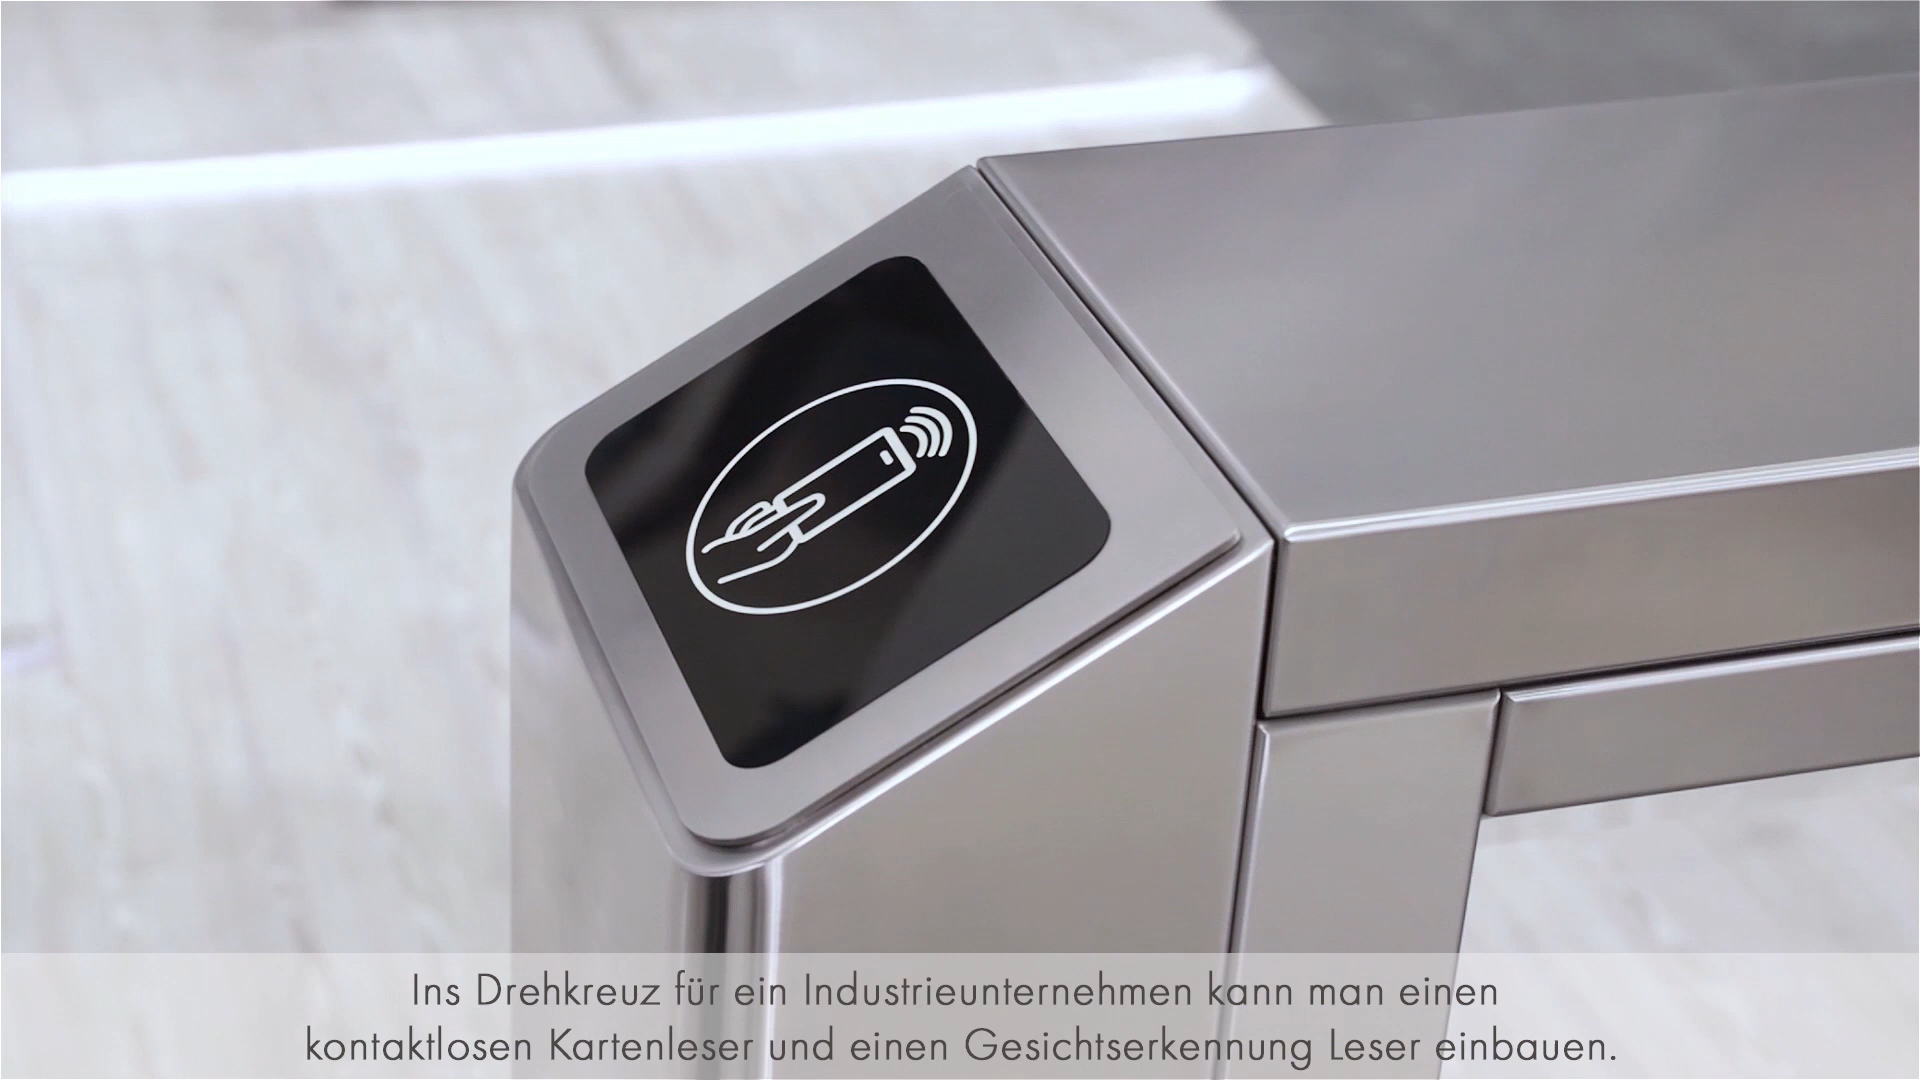 Ins Drehkreuz für ein Industrieunternehmen kann man einen
kontaktlosen Kartenleser und einen Gesichtserkennung Leser einbauen.